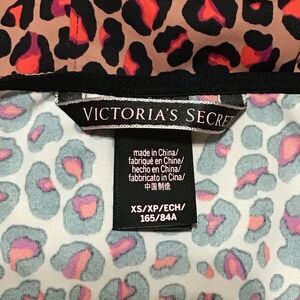 VICTORIA'S SECRET
made in China/
fabriqué en Chine/
hecho en China/
fabbricato in Cina/
中国制造
XS/XP/ECH/
165/84A